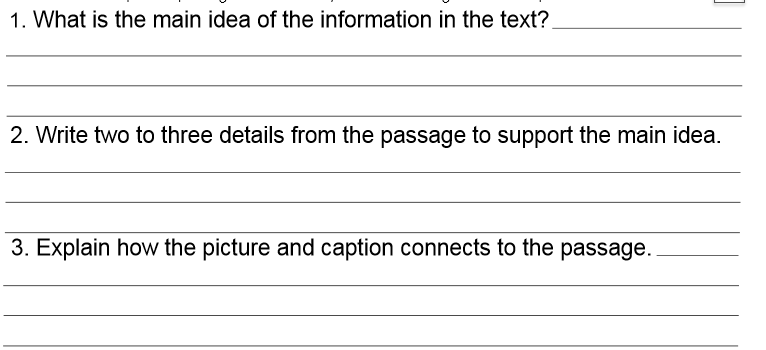 1. What is the main idea of the information in the text?
2. Write two to three details from the passage to support the main idea.
3. Explain how the picture and caption connects to the passage.